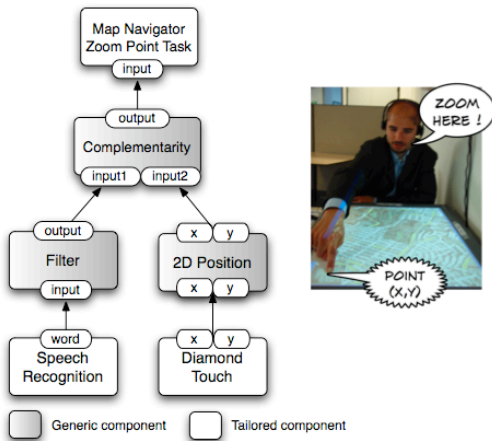 Map Navigator
Zoom Point Task
input
output
Complementarity
input1 input2
output
Filter
input
x y
2D Position
x y
word
Speech
Recognition
x y
Diamond
Touch
Generic component
Tailored component
ZOOM
HERE !
POINT
(X,Y)